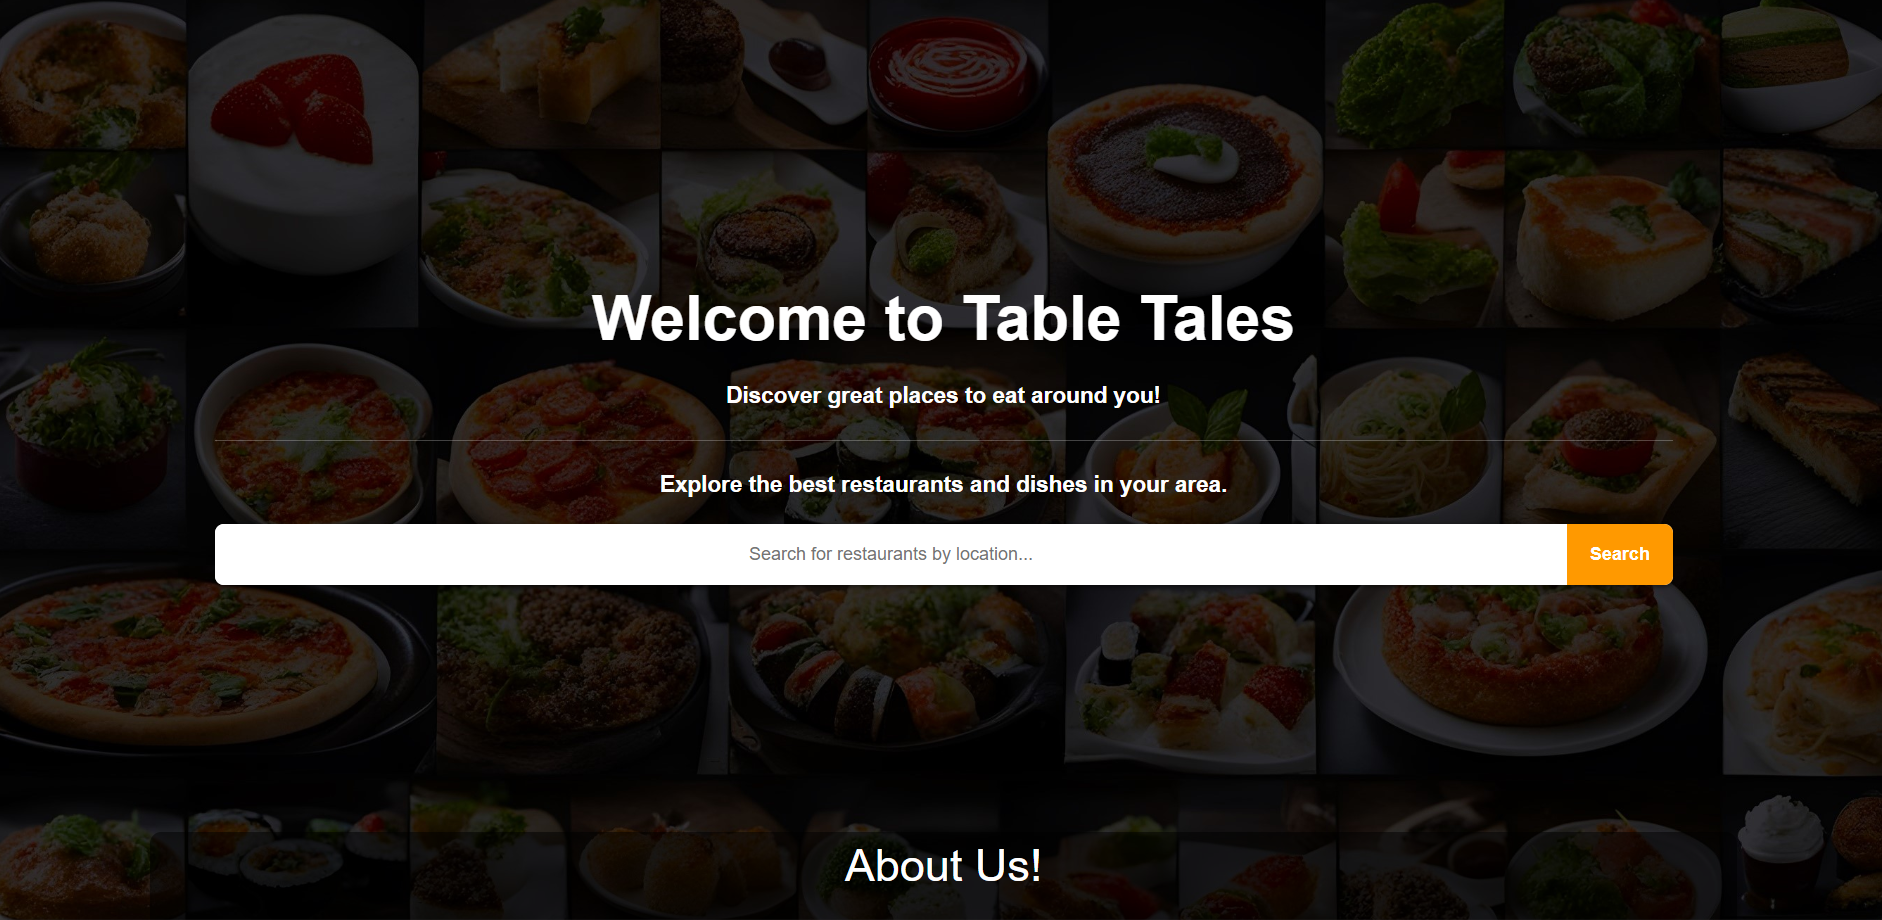 Welcome to Table Tales
Discover great places to eat around you!
Explore the best restaurants and dishes in your area.
Search for restaurants by location...
Search
About Us!